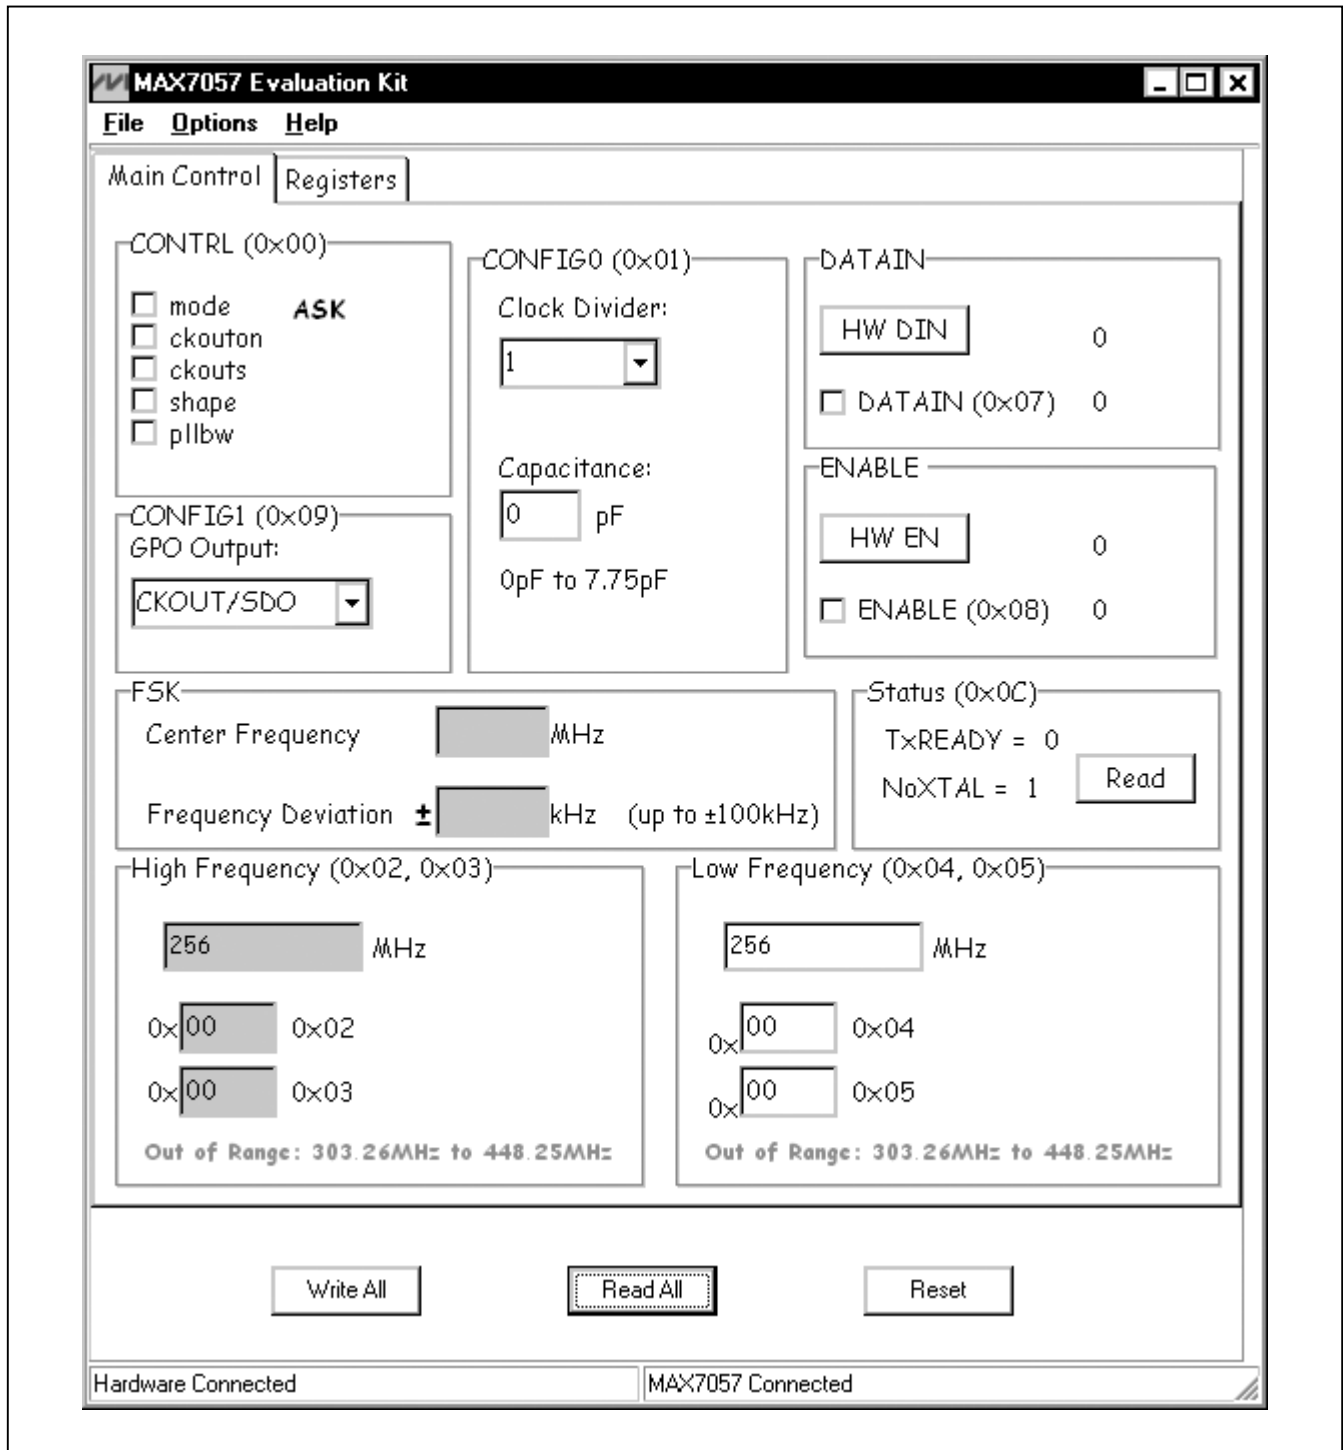 MAX7057 Evaluation Kit
File Options Help
Main Control Registers
CONTRL (0x00)
mode ASK
ckouton
ckouts
shape
pllbw
CONFIG1 (0x09)
GPO Output:
CKOUT/SDO
CONFIG0 (0x01)
Clock Divider:
1
Capacitance:
0 pF
0pF to 7.75pF
DATAIN
HW DIN 0
DATAIN (0x07) 0
ENABLE
HW EN 0
ENABLE (0x08) 0
FSK
Center Frequency MHz
Frequency Deviation ± kHz (up to ±100kHz)
Status (0x0C)
TxREADY = 0
NoXTAL = 1
Read
High Frequency (0x02, 0x03)
256 MHz
0x 00 0x02
0x 00 0x03
Out of Range: 303.26MHz to 448.25MHz
Low Frequency (0x04, 0x05)
256 MHz
0x 00 0x04
0x 00 0x05
Out of Range: 303.26MHz to 448.25MHz
Write All Read All Reset
Hardware Connected MAX7057 Connected